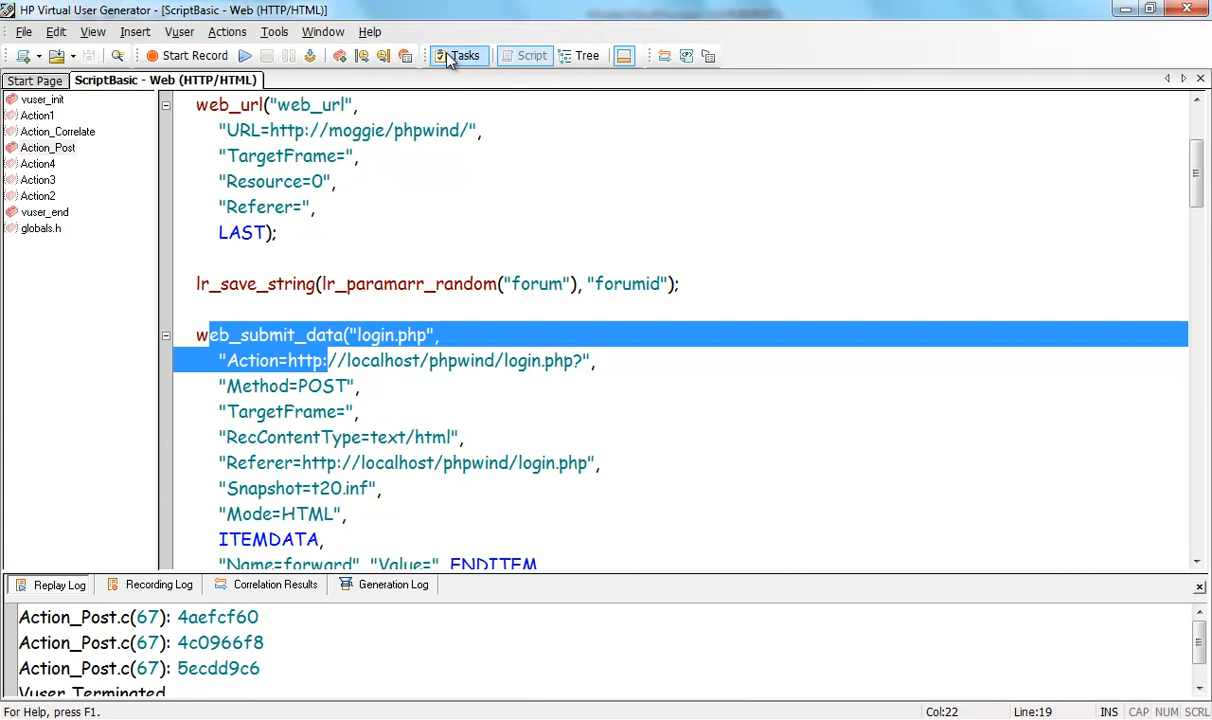 HP Virtual User Generator - [ScriptBasic - Web (HTTP/HTML)]
File Edit View Insert Vuser Actions Tools Window Help
Start Record Tasks Script Tree
Start Page ScriptBasic - Web (HTTP/HTML)
vuser_init
Action1
Action_Correlate
Action_Post
Action4
Action3
Action2
vuser_end
globals.h
web_url("web_url",
"URL=http://moggie/phpwind/",
"TargetFrame=",
"Resource=0",
"Referer=",
LAST);
lr_save_string(lr_paramarr_random("forum"), "forumid");
web_submit_data("login.php",
"Action=http://localhost/phpwind/login.php?",
"Method=POST",
"TargetFrame=",
"RecContentType=text/html",
"Referer=http://localhost/phpwind/login.php",
"Snapshot=t20.inf",
"Mode=HTML",
ITEMDATA,
"Name=forward", "Value=", ENDITEM,
Replay Log Recording Log Correlation Results Generation Log
Action_Post.c(67): 4aefcf60
Action_Post.c(67): 4c0966f8
Action_Post.c(67): 5ecdd9c6
Vuser Terminated.
For Help, press F1. Col:22 Line:19 INS CAP NUM SCRL